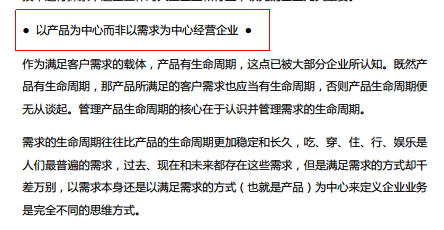 ● 以产品为中心而非以需求为中心经营企业 ●
作为满足客户需求的载体，产品有生命周期，这点已被大部分企业所认知。既然产
品有生命周期，那产品所满足的客户需求也应当有生命周期，否则产品生命周期便
无从谈起。管理产品生命周期的核心在于认识并管理需求的生命周期。
需求的生命周期往往比产品的生命周期更加稳定和长久，吃、穿、住、行、娱乐是
人们最普遍的需求，过去、现在和未来都存在这些需求，但是满足需求的方式却千
差万别，以需求本身还是以满足需求的方式（也就是产品）为中心来定义企业业务
是完全不同的思维方式。